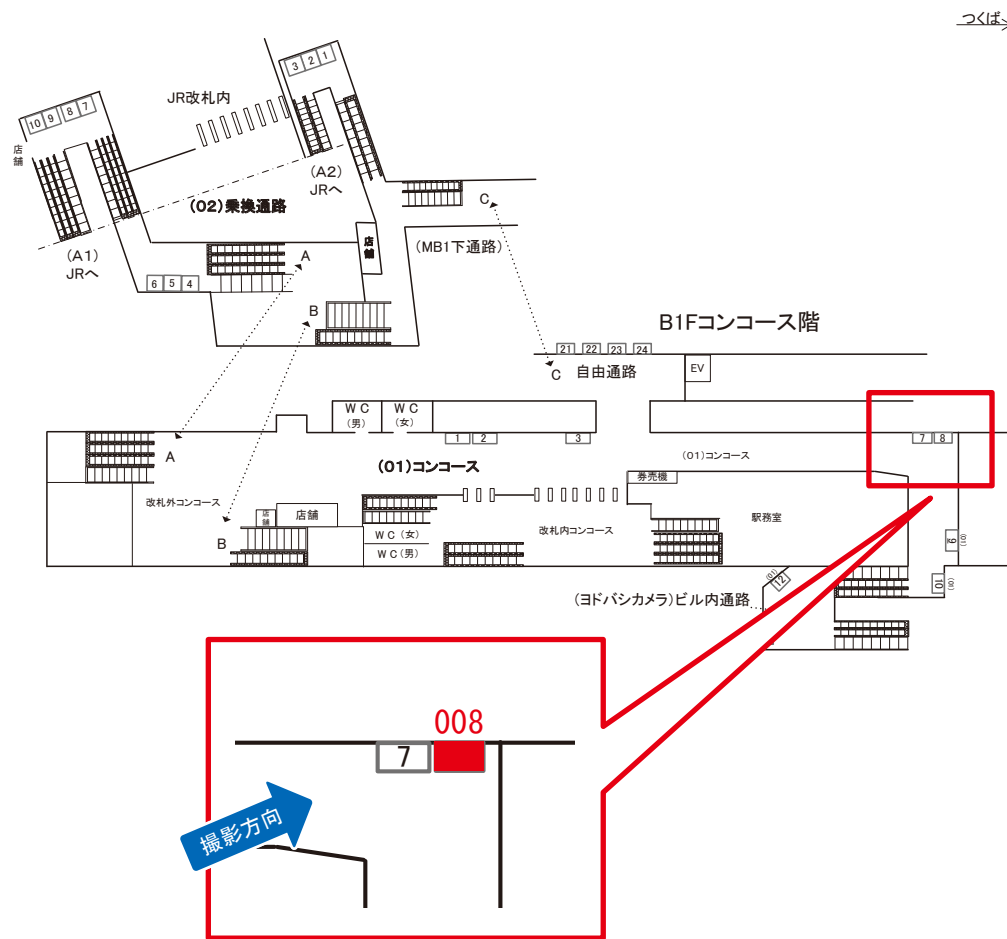 つくば
3 2 1
JR改札内
10 9 8 7
店舗
(A2)
JRへ
(02)乗換通路
C
店舗
(MB1下通路)
(A1)
JRへ
A
6 5 4
B
B1Fコンコース階
21 22 23 24
C
自由通路
EV
WC
(男)
WC
(女)
1 2
3
7 8
(01)コンコース
(01)コンコース
A
券売機
改札外コンコース
店舗
店舗
改札内コンコース
駅務室
B
WC(女)
WC(男)
9
(01)
(01)
12
10
(01)
(ヨドバシカメラ)ビル内通路
008
7
撮影方向